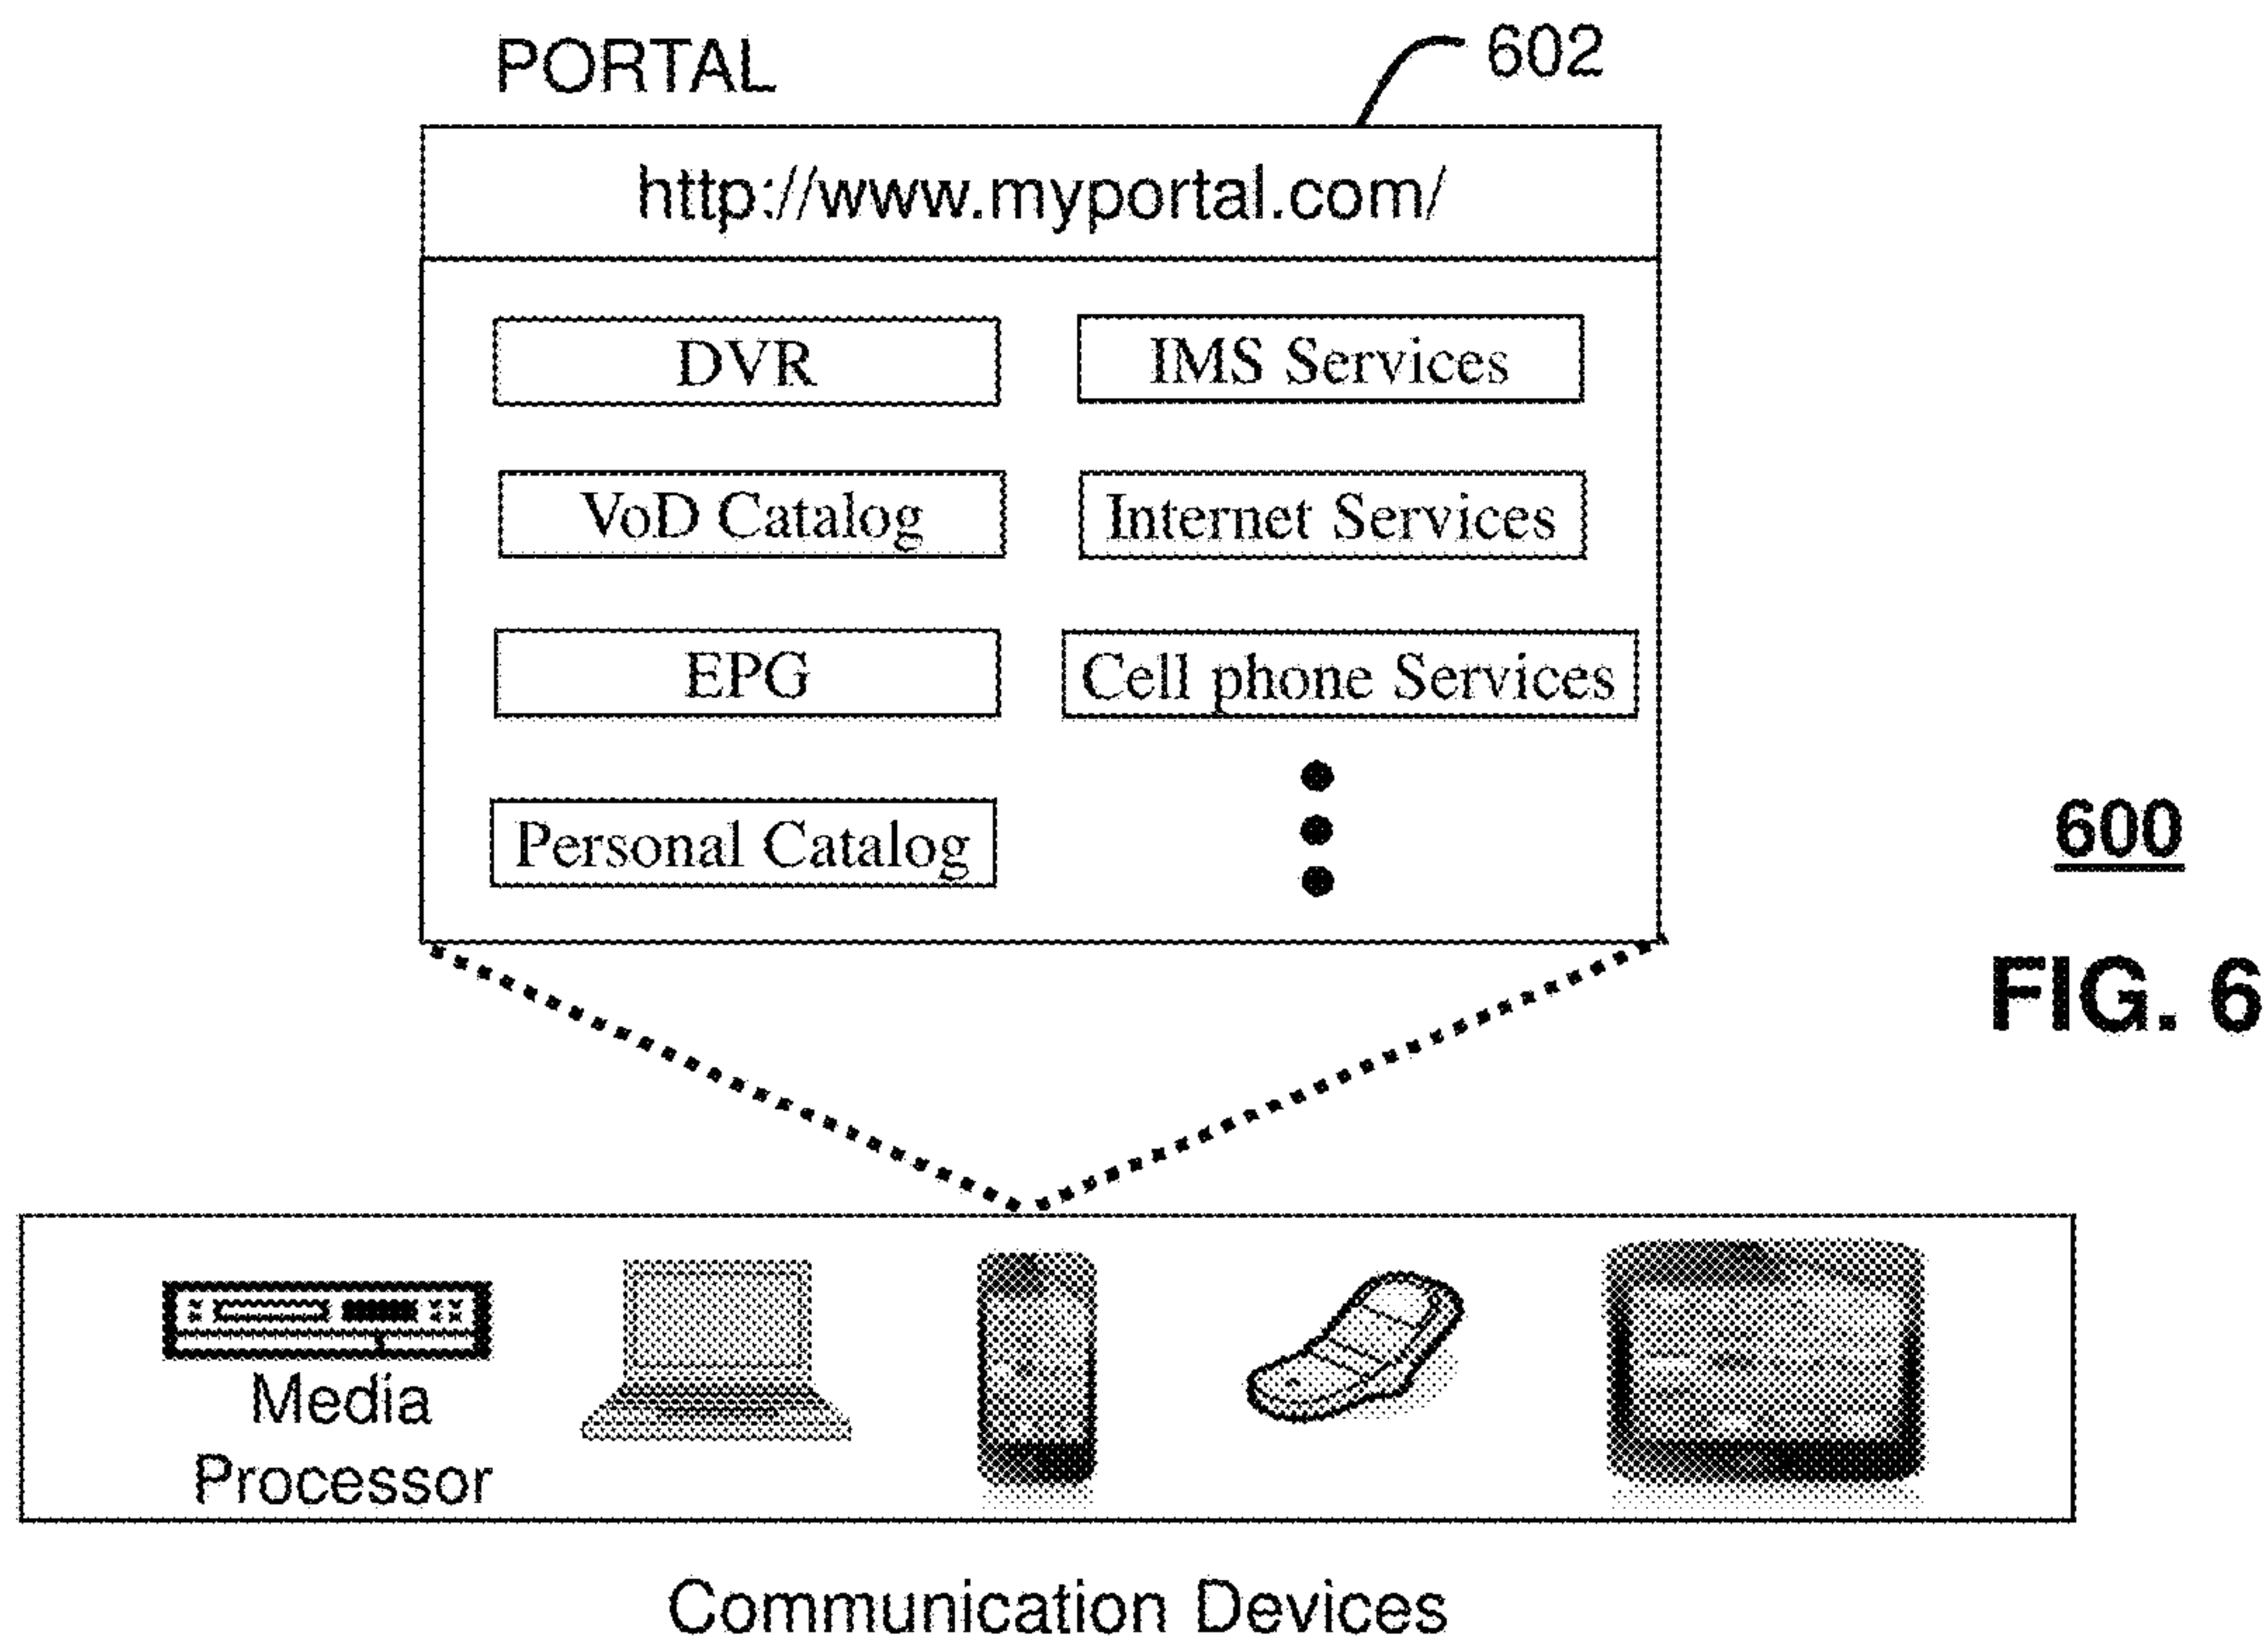 PORTAL
602
http://www.myportal.com/
DVR
IMS Services
VoD Catalog
Internet Services
EPG
Cell phone Services
Personal Catalog
600
FIG. 6
Media
Processor
Communication Devices